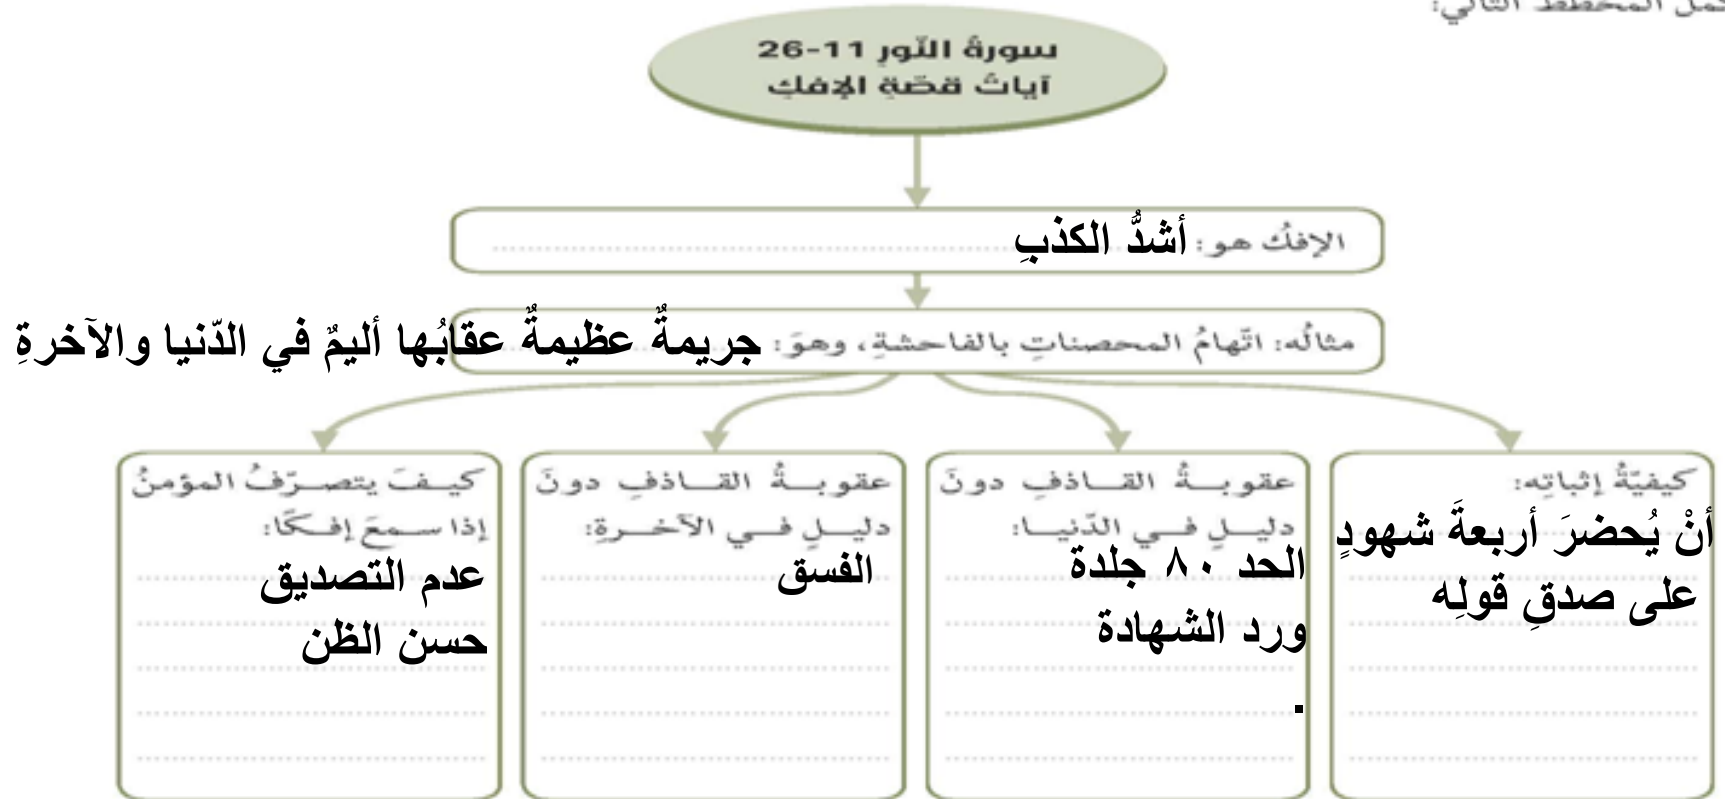 كمل المخطط التالي:
سورةُ النّورِ 11-26
آياتُ قصّةِ الإفكِ
الإفكُ هو: أشدُّ الكذبِ
مثالُه: اتّهامُ المحصناتِ بالفاحشةِ، وهوَ: جريمةٌ عظيمةٌ عقابُها أليمٌ في الدّنيا والآخرةِ
كيفيّةُ إثباتِه:
أنْ يُحضرَ أربعةَ شهودٍ
على صدقِ قولِه
عقوبةُ القاذفِ دونَ
دليلٍ في الدّنيا:
الحد ٨٠ جلدة
ورد الشهادة
.
عقوبةُ القاذفِ دونَ
دليلٍ في الآخرةِ:
الفسق
كيفَ يتصرّفُ المؤمنُ
إذا سمعَ إفكًا:
عدم التصديق
حسن الظن